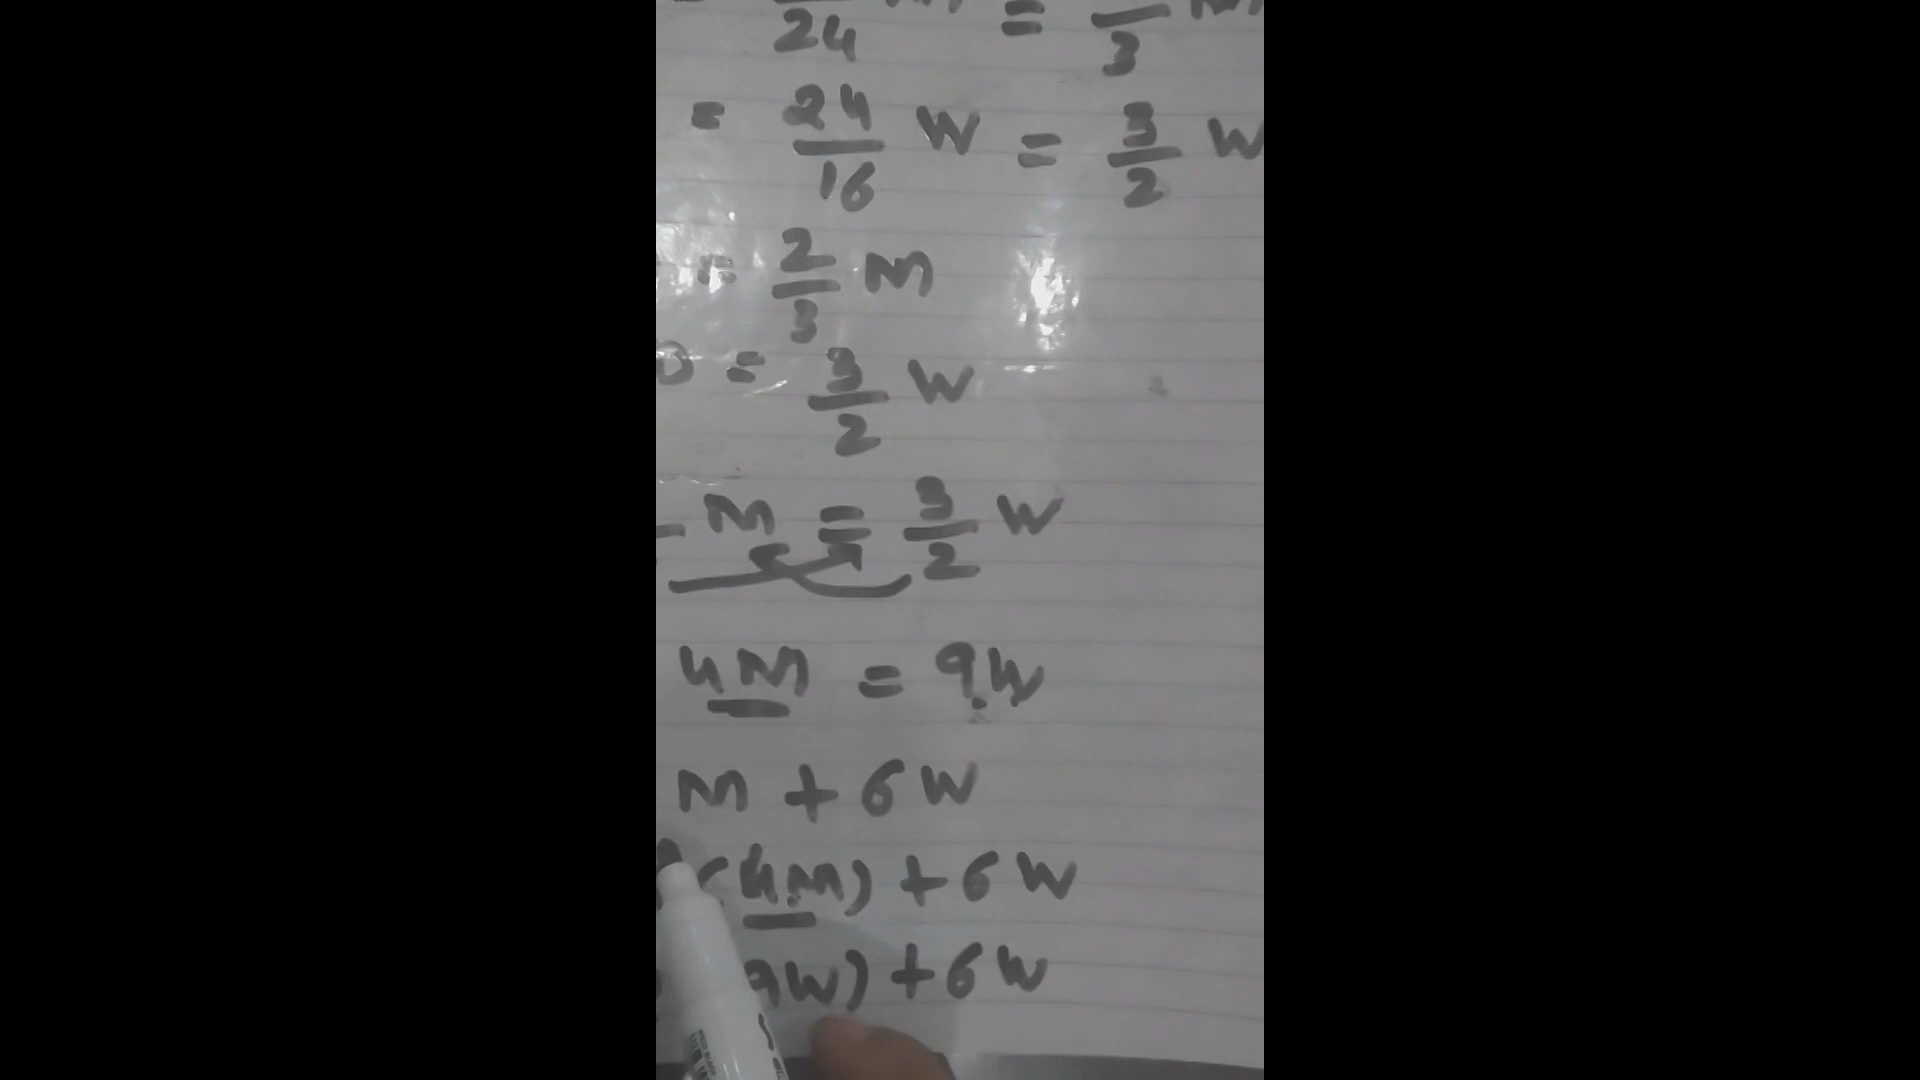 24 = 3
= 24/16 W = 3/2 W
= 2/3 M
= 3/2 W
M = 3/2 W
4M = 9W
M + 6W
(4M) + 6W
9W) + 6W